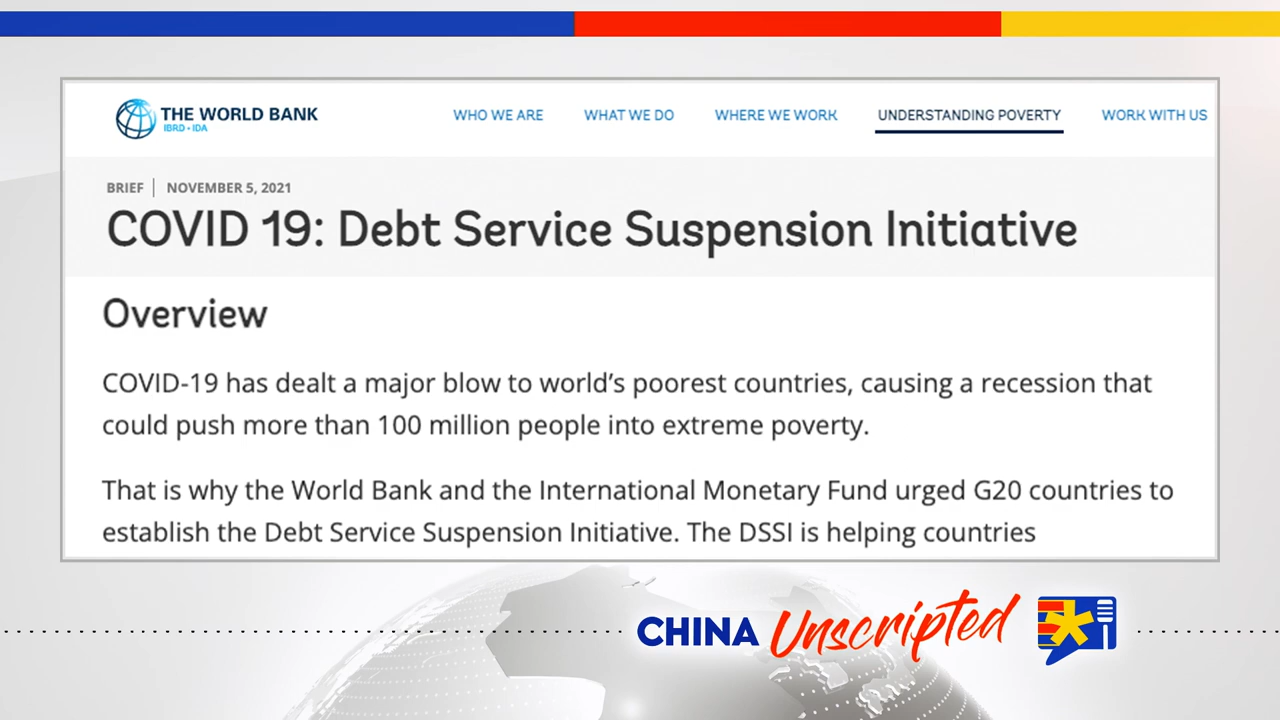 THE WORLD BANK
IBRD • IDA
WHO WE ARE WHAT WE DO WHERE WE WORK UNDERSTANDING POVERTY WORK WITH US
BRIEF | NOVEMBER 5, 2021
COVID 19: Debt Service Suspension Initiative
Overview
COVID-19 has dealt a major blow to world’s poorest countries, causing a recession that
could push more than 100 million people into extreme poverty.
That is why the World Bank and the International Monetary Fund urged G20 countries to
establish the Debt Service Suspension Initiative. The DSSI is helping countries
CHINA Unscripted